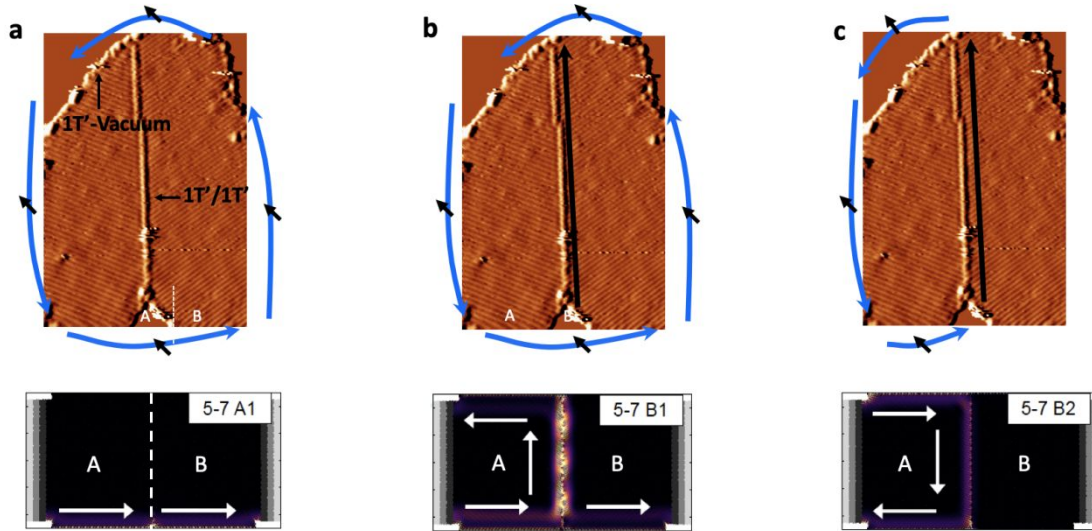 a
b
c
1T'-Vacuum
1T'/1T'
A B
A B
5-7 A1
A B
5-7 B1
A B
5-7 B2
A B